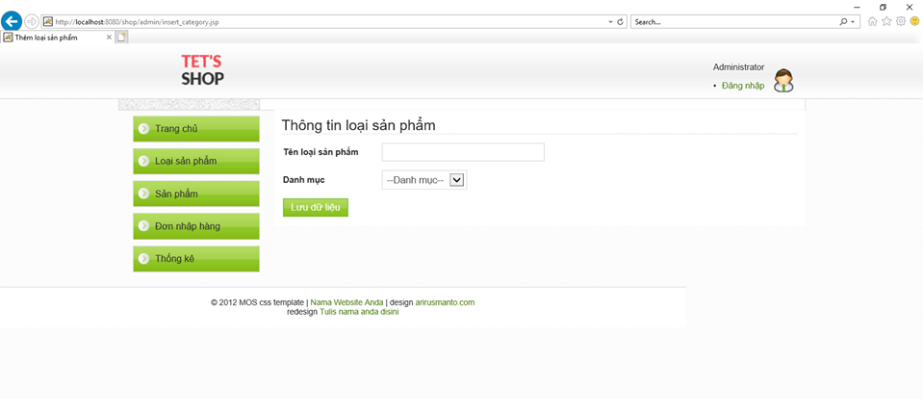 http://localhost:8080/shop/admin/insert_category.jsp
Search...
Thêm loại sản phẩm
TET'S
SHOP
Administrator
Đăng nhập
Trang chủ
Loại sản phẩm
Sản phẩm
Đơn nhập hàng
Thống kê
Thông tin loại sản phẩm
Tên loại sản phẩm
Danh mục
--Danh mục--
Lưu dữ liệu
© 2012 MOS css template | Nama Website Anda | design arirusmanto.com
redesign Tulis nama anda disini